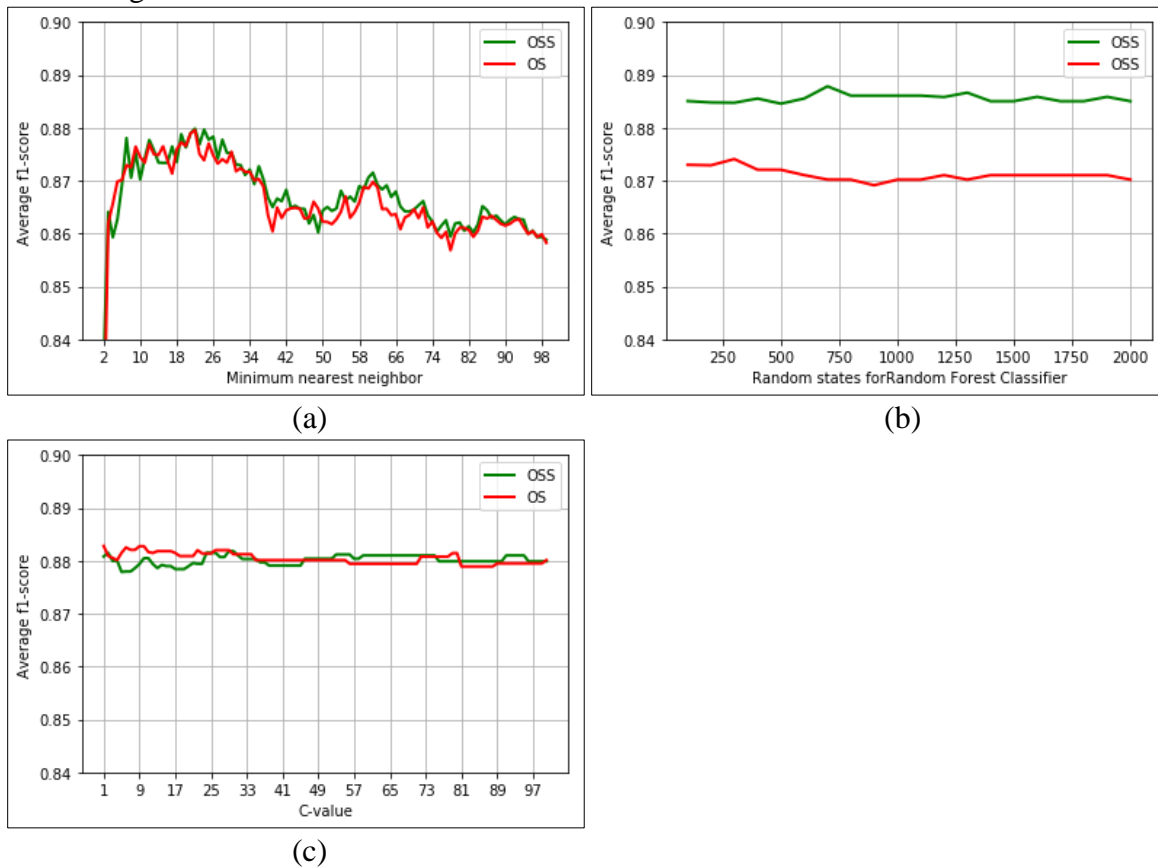 0.90
0.89
0.88
0.87
0.86
0.85
0.84
Average f1-score
OSS
OS
2 10 18 26 34 42 50 58 66 74 82 90 98
Minimum nearest neighbor
(a)
0.90
0.89
0.88
0.87
0.86
0.85
0.84
Average f1-score
OSS
OSS
250 500 750 1000 1250 1500 1750 2000
Random states forRandom Forest Classifier
(b)
0.90
0.89
0.88
0.87
0.86
0.85
0.84
Average f1-score
OSS
OS
1 9 17 25 33 41 49 57 65 73 81 89 97
C-value
(c)